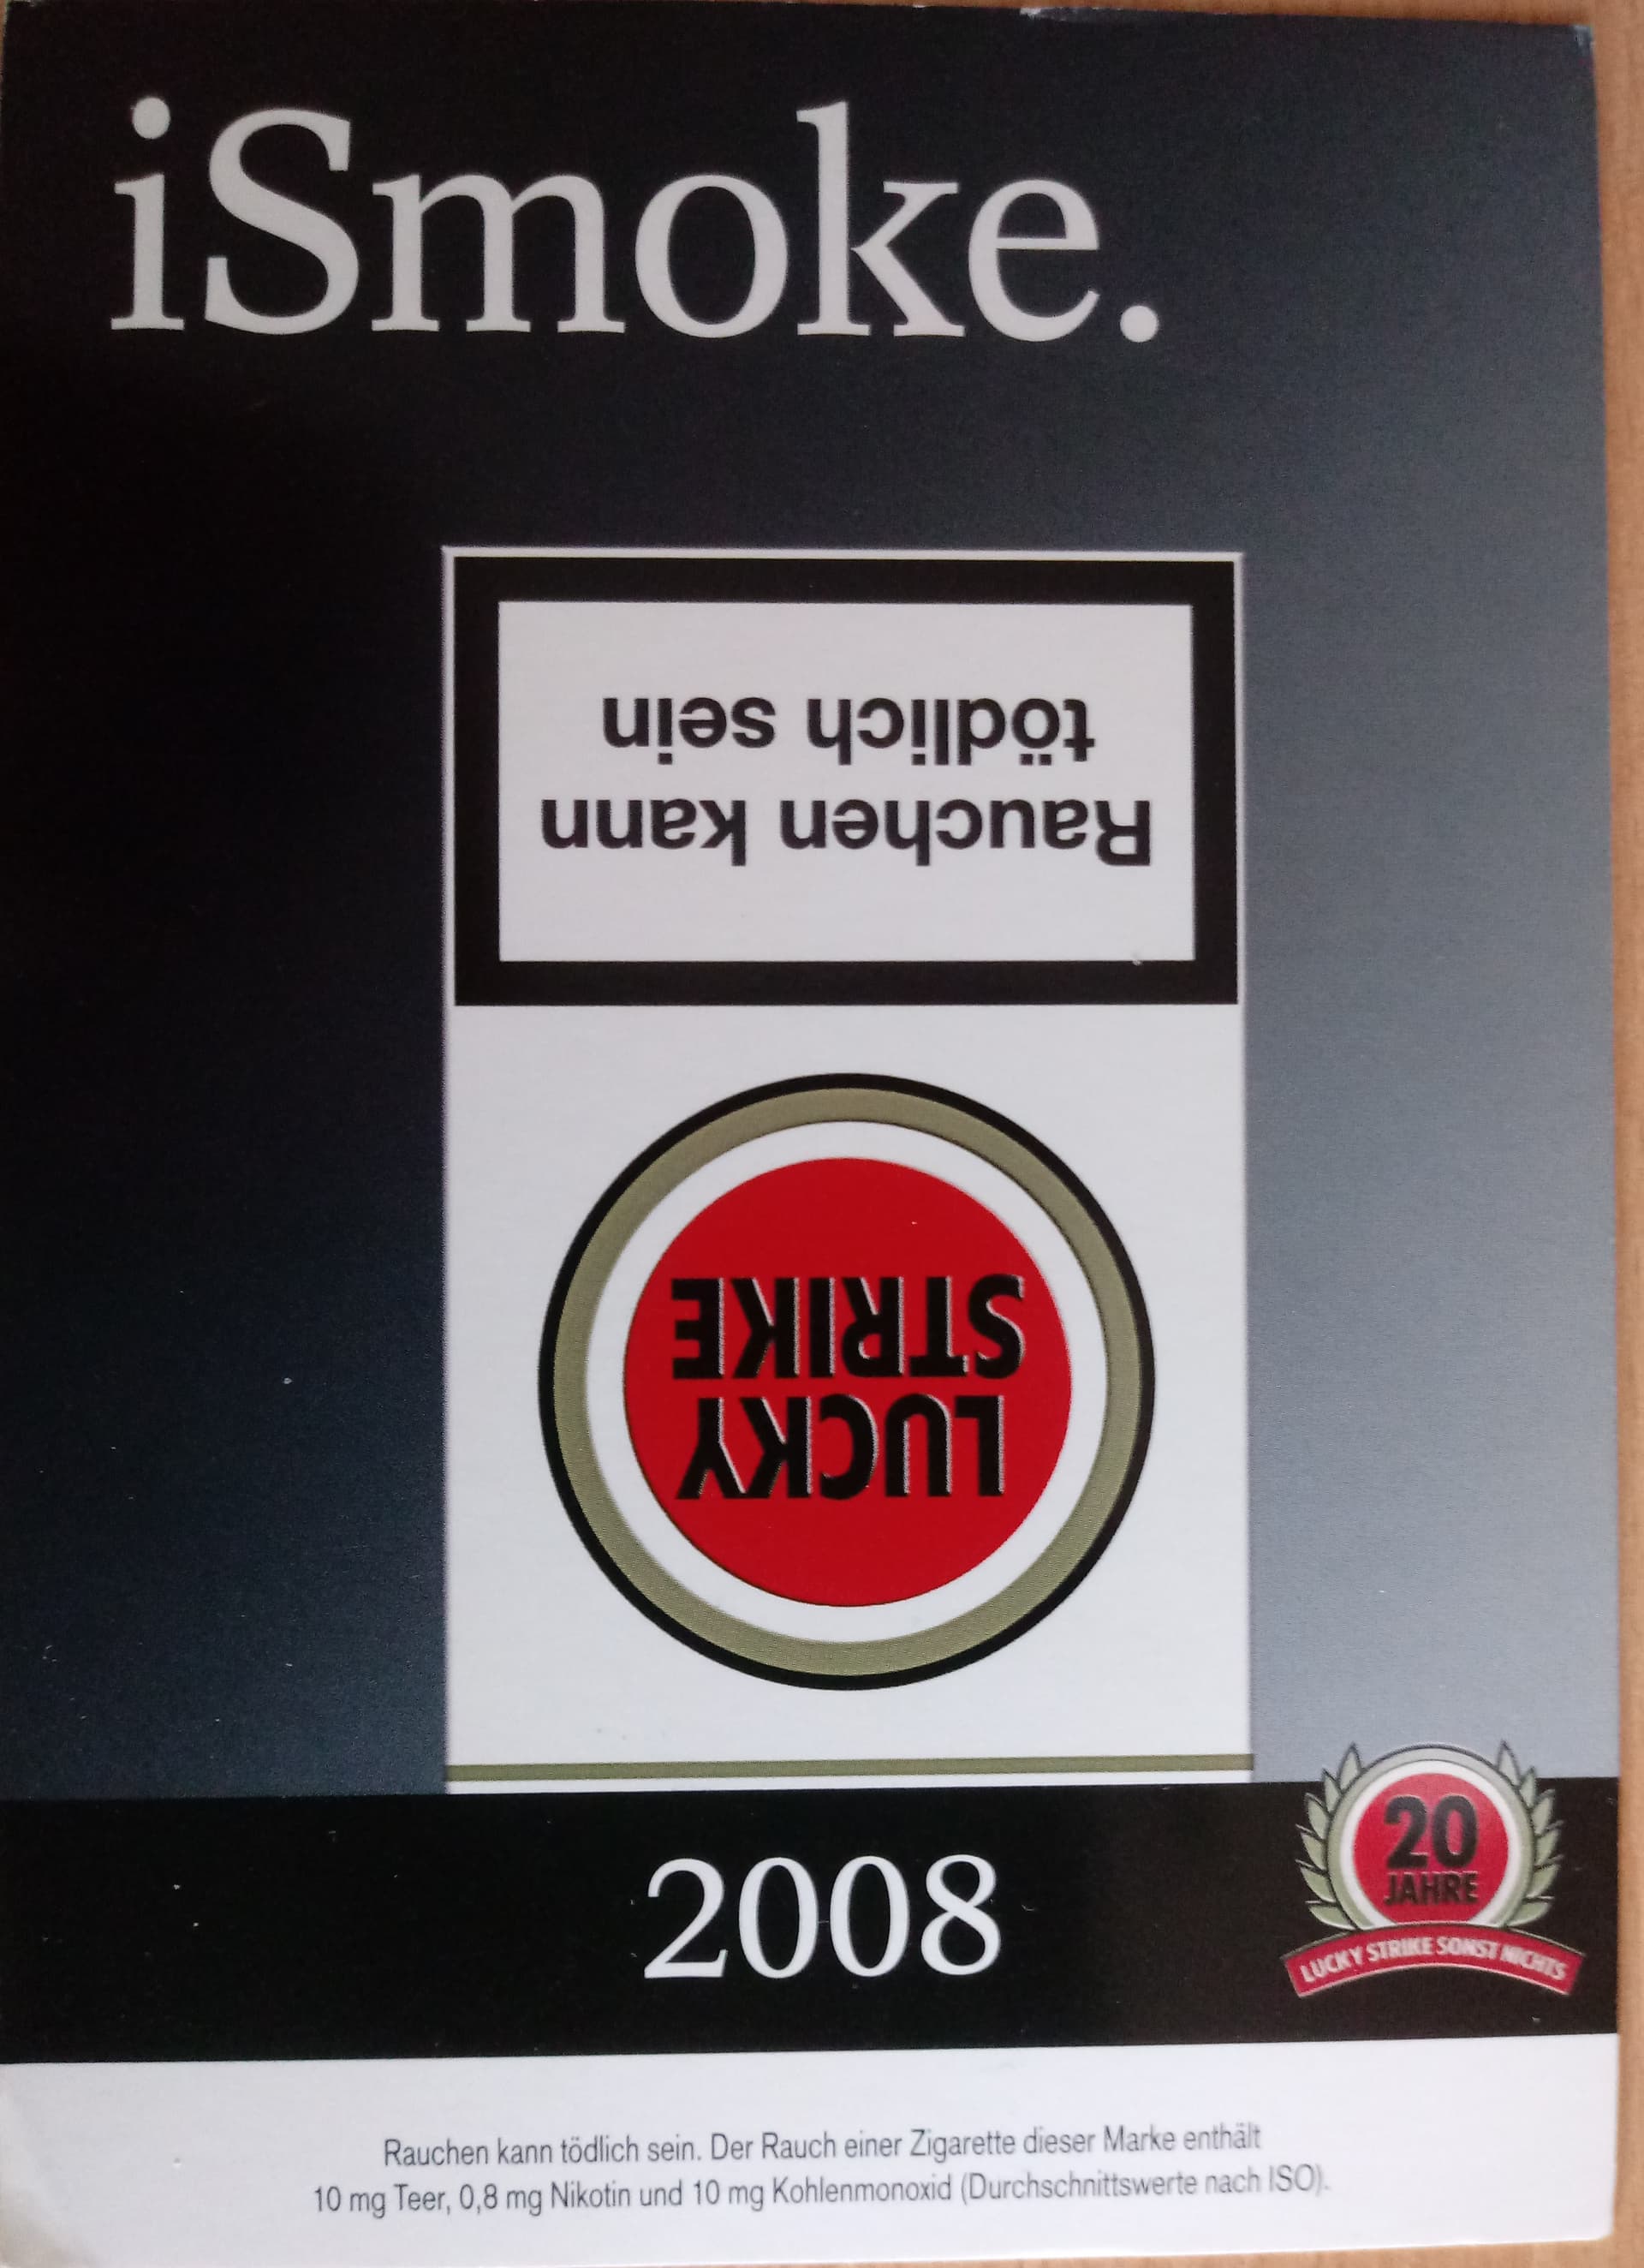 iSmoke.
Rauchen kann
tödlich sein
LUCKY
STRIKE
2008
20
JAHRE
LUCKY STRIKE SONST NICHTS
Rauchen kann tödlich sein. Der Rauch einer Zigarette dieser Marke enthält
10 mg Teer, 0,8 mg Nikotin und 10 mg Kohlenmonoxid (Durchschnittswerte nach ISO).